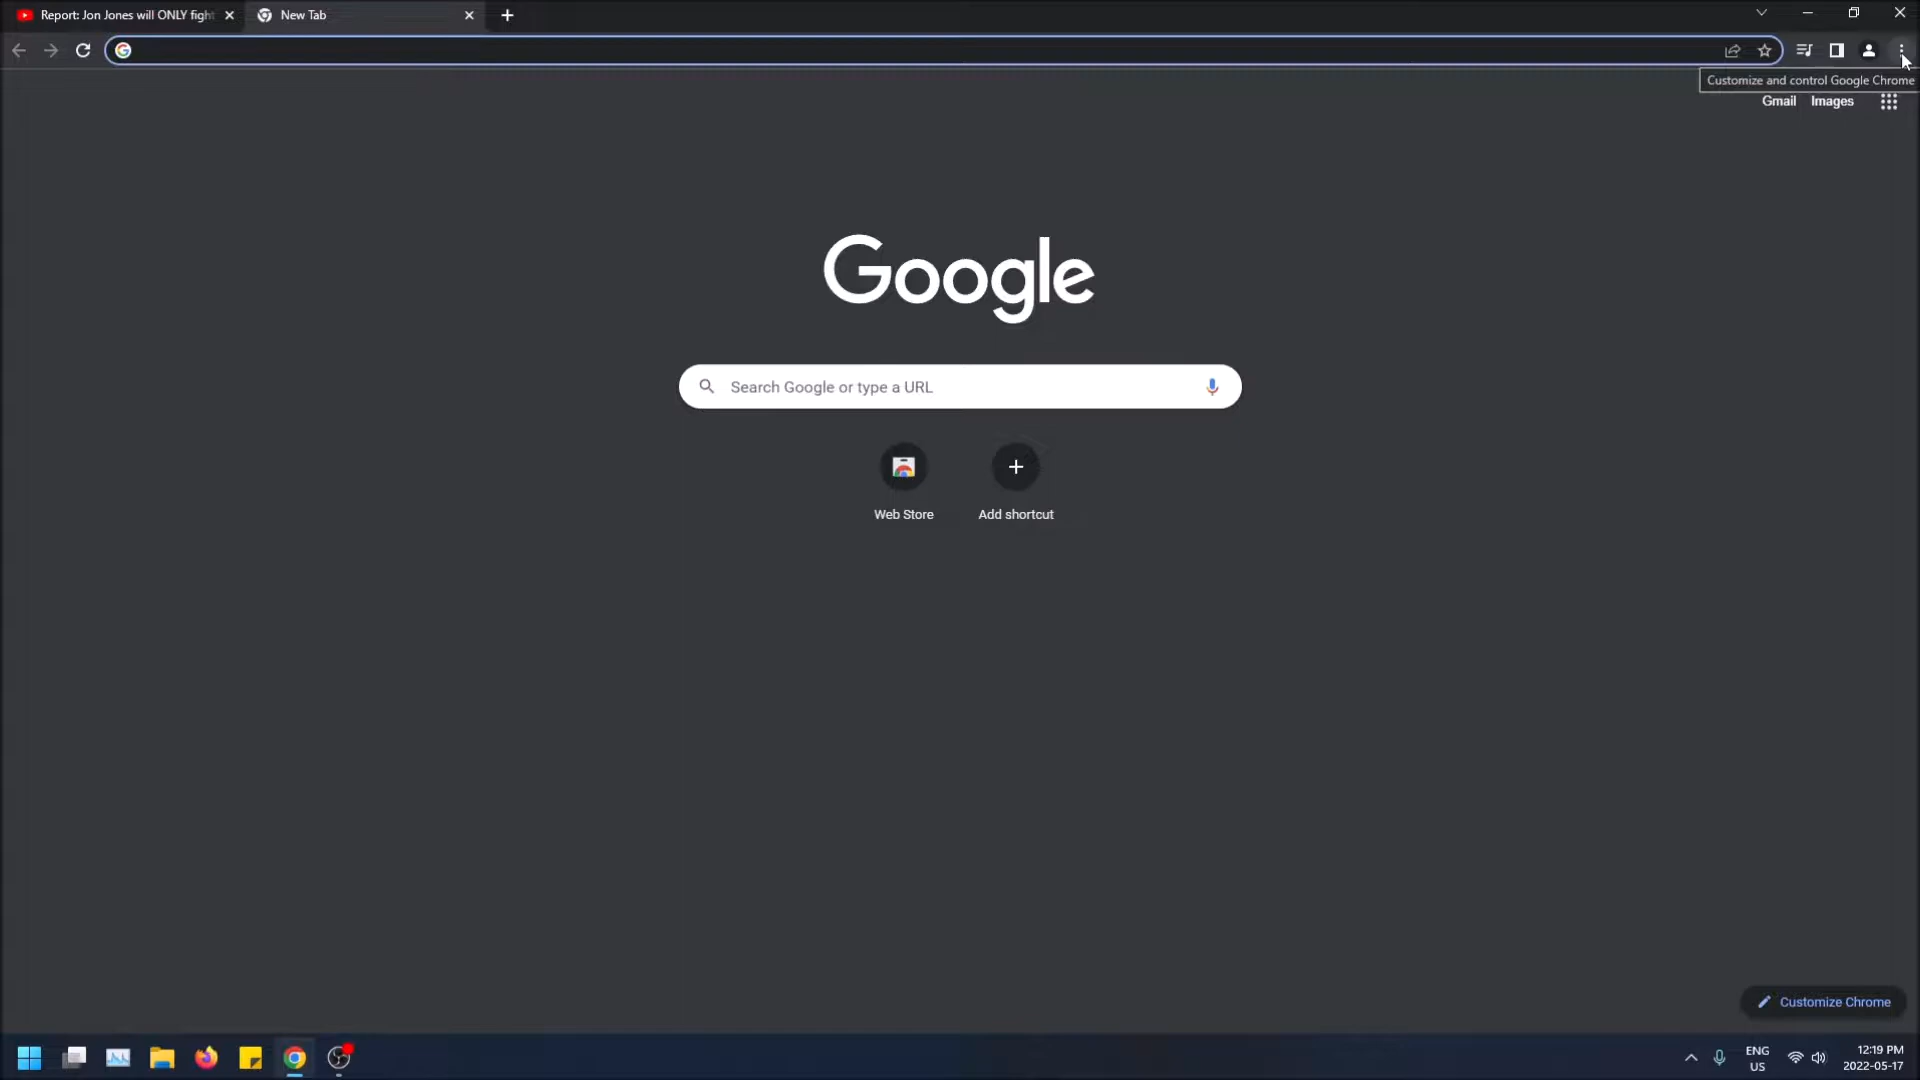 Report: Jon Jones will ONLY fight
New Tab
Customize and control Google Chrome
Gmail Images
Google
Search Google or type a URL
Web Store
Add shortcut
Customize Chrome
ENG
US
12:19 PM
2022-05-17